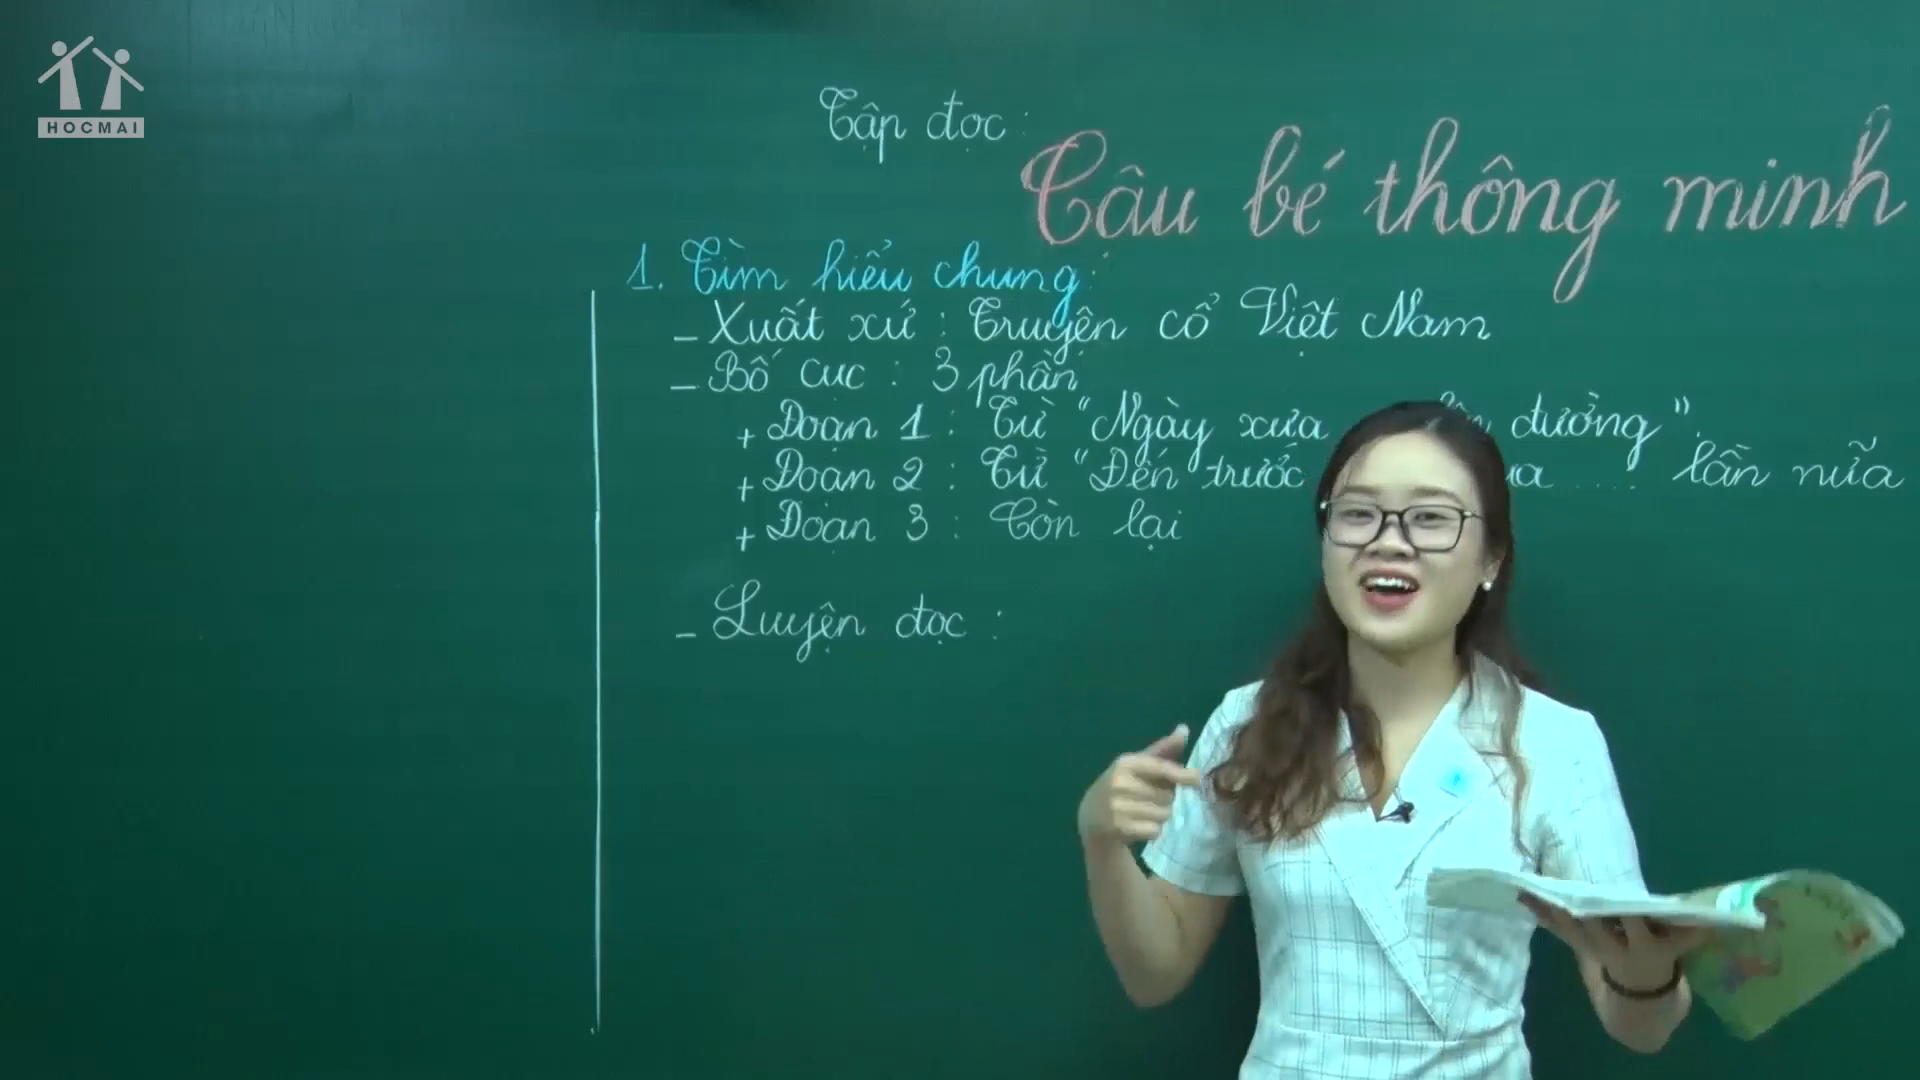 HOCMAI
Tập đọc:
Cậu bé thông minh
1. Tìm hiểu chung:
- Xuất xứ: Truyện cổ Việt Nam
- Bố cục: 3 phần
+ Đoạn 1: Từ "Ngày xưa đường".
+ Đoạn 2: Từ "Đến trước .... lần nữa
+ Đoạn 3: Còn lại
- Luyện đọc: